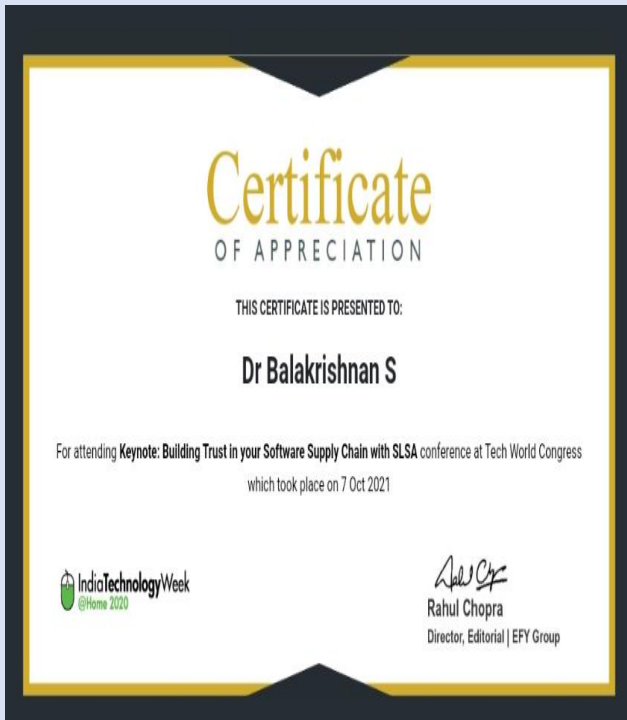 Certificate
OF APPRECIATION
THIS CERTIFICATE IS PRESENTED TO:
Dr Balakrishnan S
For attending Keynote: Building Trust in your Software Supply Chain with SLSA conference at Tech World Congress
which took place on 7 Oct 2021
IndiaTechnologyWeek
@Home 2020
Rahul Chopra
Director, Editorial | EFY Group